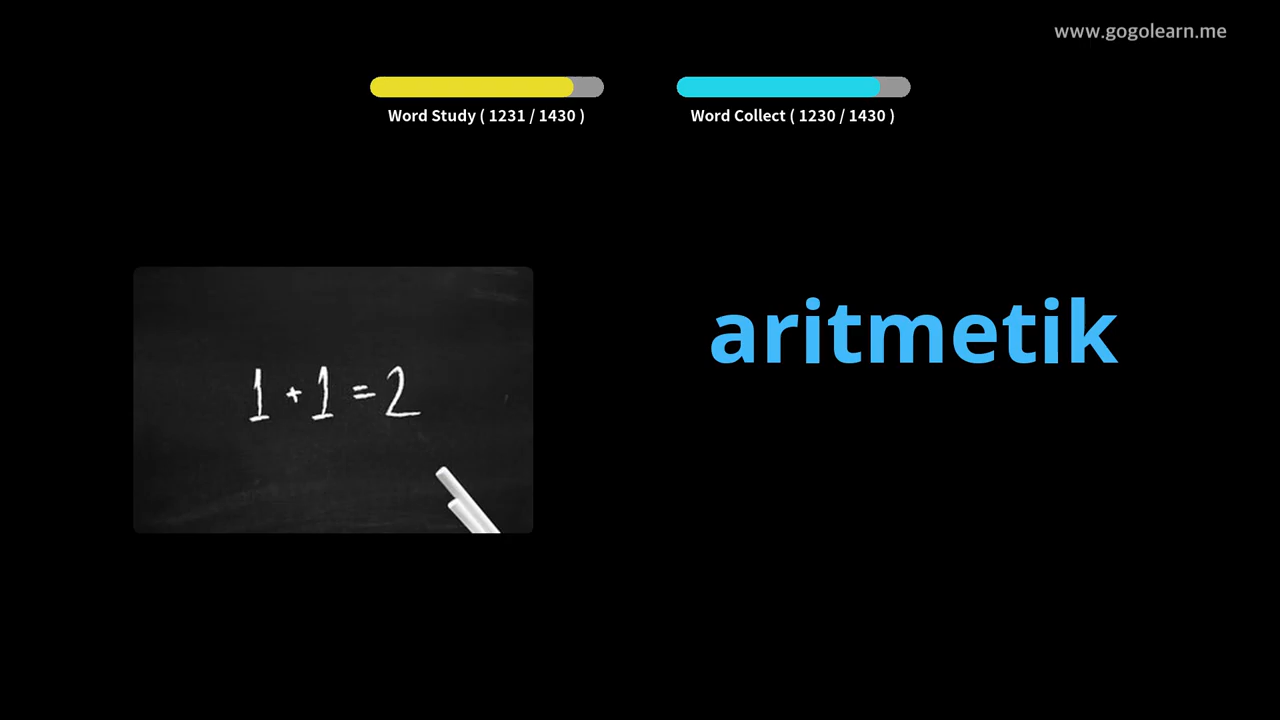 www.gogolearn.me
Word Study ( 1231 / 1430 )
Word Collect ( 1230 / 1430 )
aritmetik
1 + 1 = 2